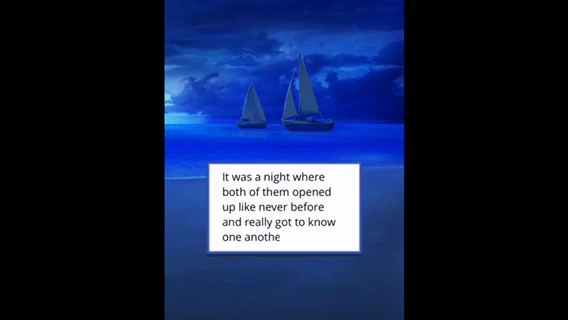 It was a night where
both of them opened
up like never before
and really got to know
one anothe